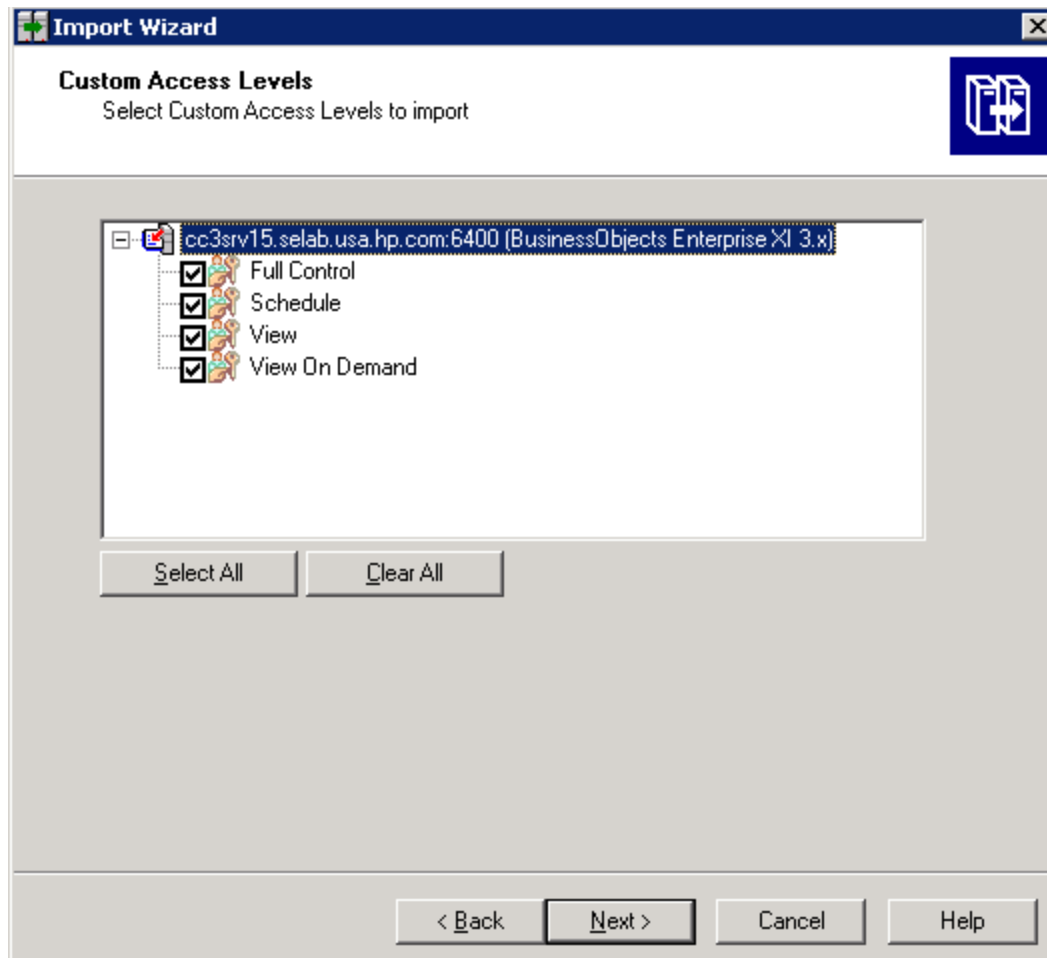 Import Wizard
Custom Access Levels
Select Custom Access Levels to import
cc3srv15.selab.usa.hp.com:6400 (BusinessObjects Enterprise XI 3.x)
Full Control
Schedule
View
View On Demand
Select All Clear All
< Back Next > Cancel Help